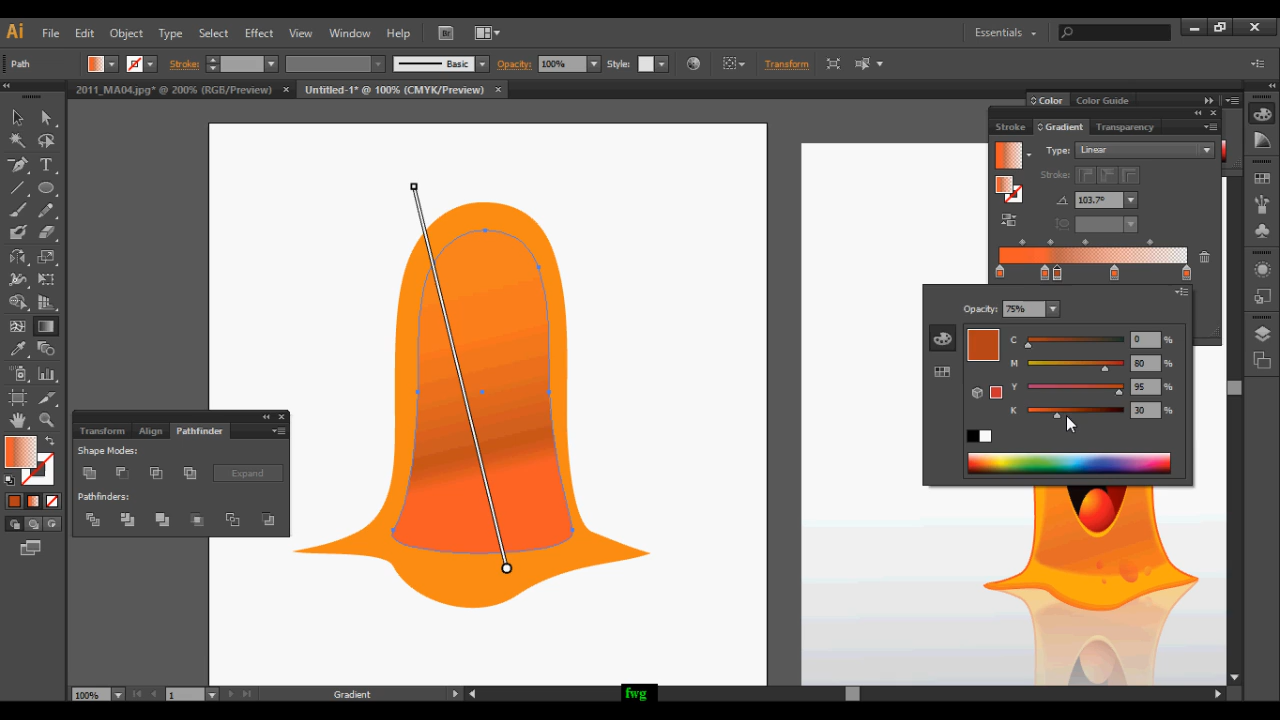 Ai File Edit Object Type Select Effect View Window Help Br Essentials
Path Stroke: Basic Opacity: 100% Style: Transform
2011_MA04.jpg* @ 200% (RGB/Preview) × Untitled-1* @ 100% (CMYK/Preview) ×
Color Color Guide
Stroke Gradient Transparency
Type: Linear
Stroke:
103.7°
Opacity: 75%
C 0 %
M 80 %
Y 95 %
K 30 %
Transform Align Pathfinder
Shape Modes:
Expand
Pathfinders:
100% 1 Gradient
fwg